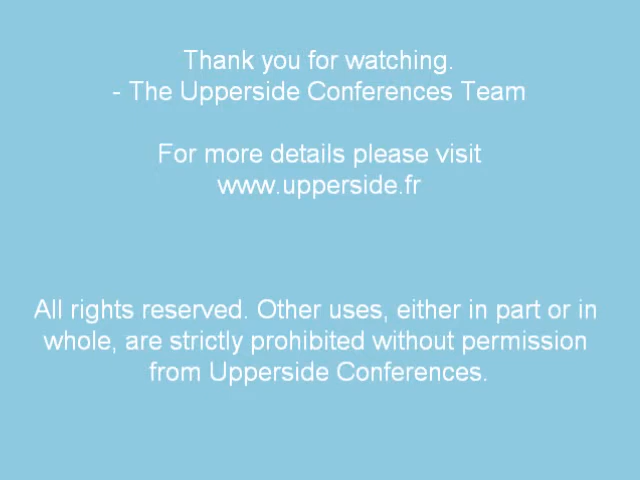 Thank you for watching.
- The Upperside Conferences Team
For more details please visit
www.upperside.fr
All rights reserved. Other uses, either in part or in
whole, are strictly prohibited without permission
from Upperside Conferences.